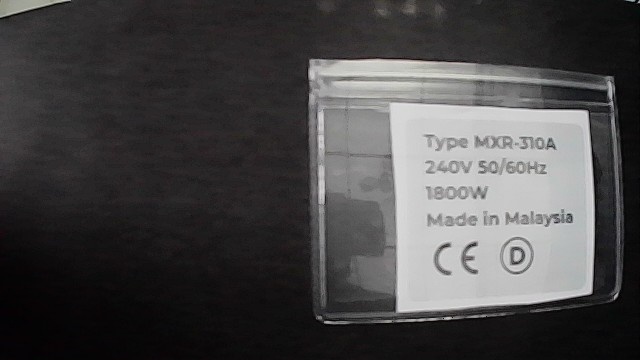 Type MXR-310A
240V 50/60Hz
1800W
Made in Malaysia
CE D